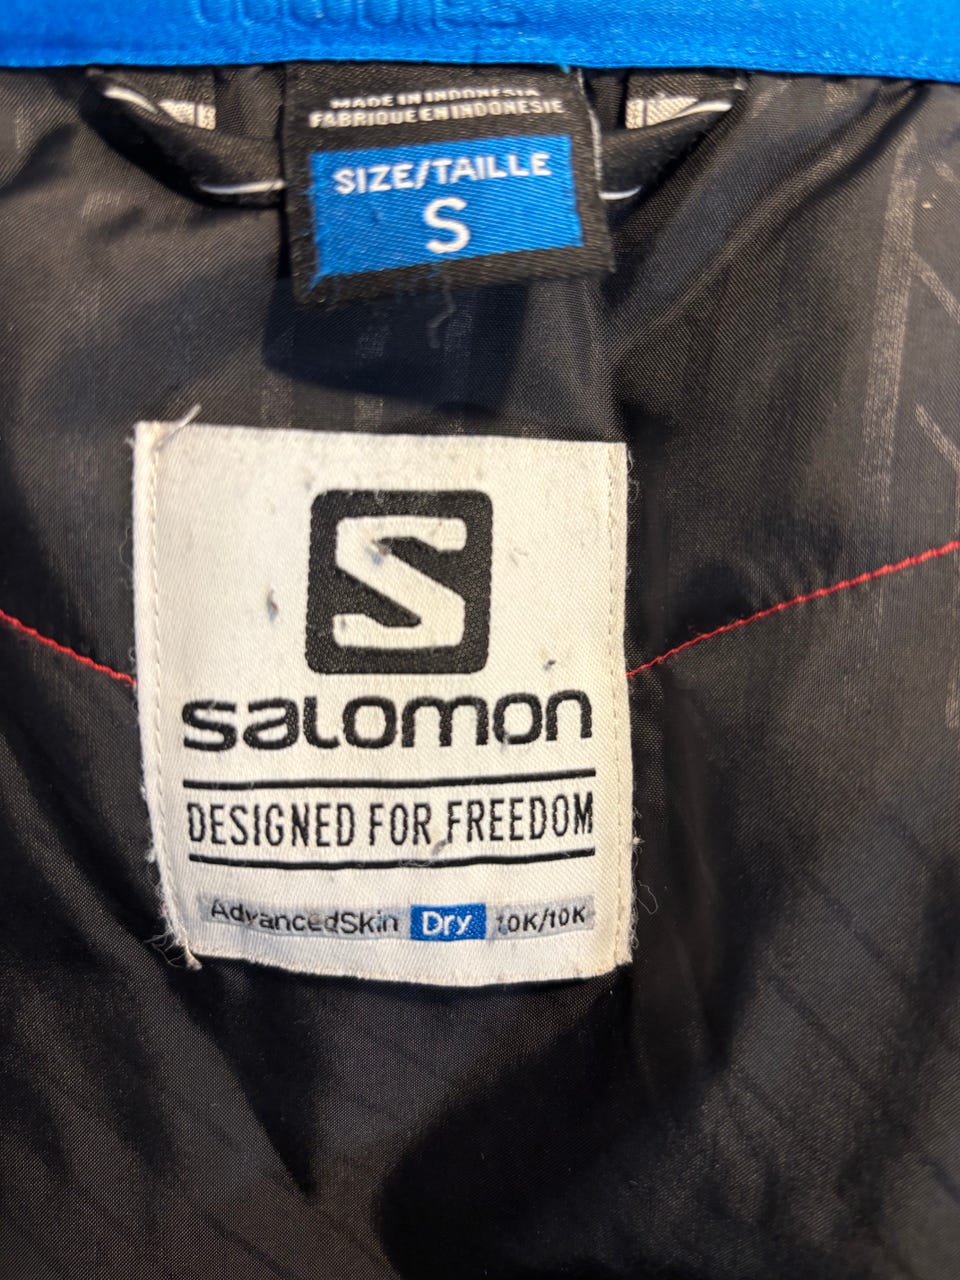 MADE IN INDONESIA
FABRIQUE EN INDONESIE
SIZE/TAILLE
S
S
SALOMON
DESIGNED FOR FREEDOM
AdvancedSkin Dry 10K/10K